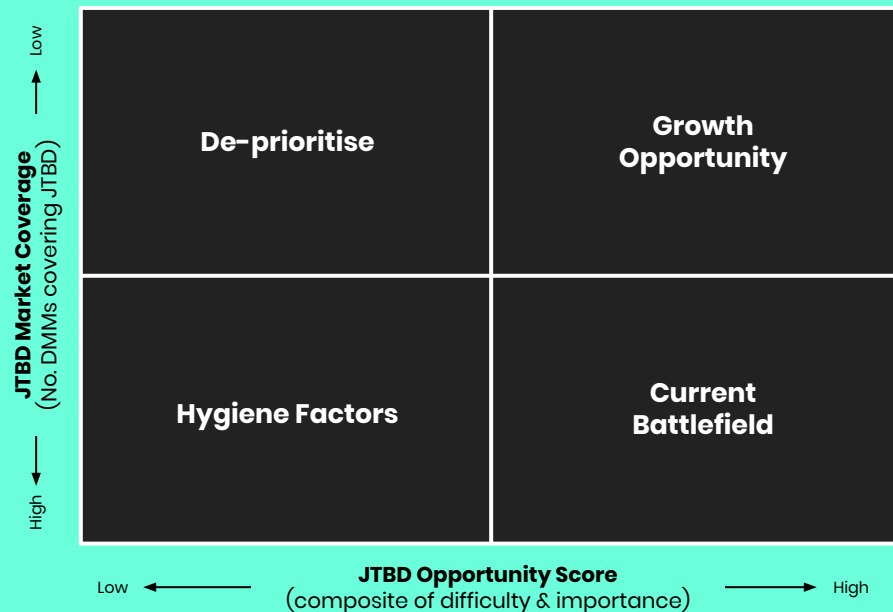 Low
JTBD Market Coverage
(No. DMMs covering JTBD)
High
De-prioritise
Growth
Opportunity
Hygiene Factors
Current
Battlefield
Low
JTBD Opportunity Score
(composite of difficulty & importance)
High